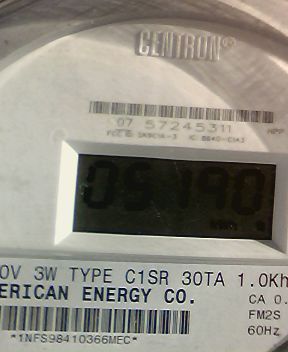 CENTRON®
07 57245311
05190
0V 3W TYPE C1SR 30TA 1.0Kh
ERICAN ENERGY CO.
CA 0.
FM2S
60Hz
*1NFS98410366MEC*